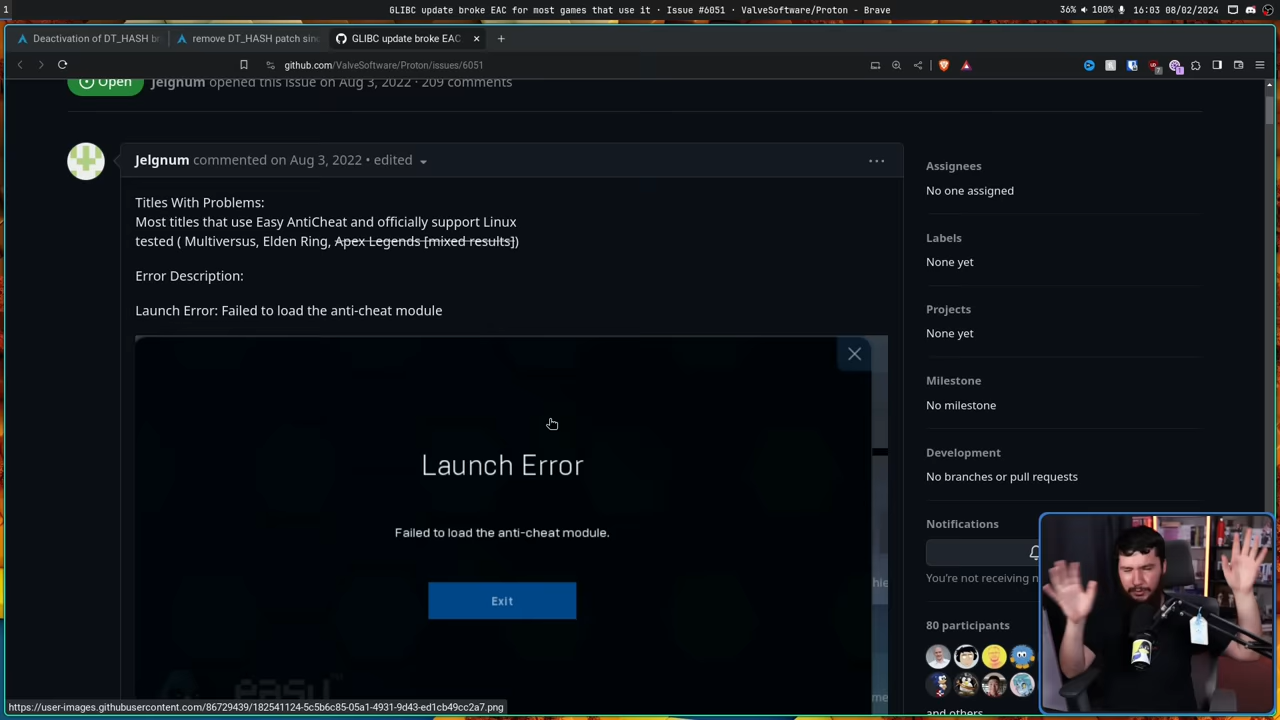 1
GLIBC update broke EAC for most games that use it · Issue #6051 · ValveSoftware/Proton - Brave
36% 100% 16:03 08/02/2024
Deactivation of DT_HASH br
remove DT_HASH patch sinc
GLIBC update broke EAC
github.com/ValveSoftware/Proton/issues/6051
Open Jelgnum opened this issue on Aug 3, 2022 · 209 comments
Jelgnum commented on Aug 3, 2022 • edited
Titles With Problems:
Most titles that use Easy AntiCheat and officially support Linux
tested ( Multiversus, Elden Ring, Apex Legends [mixed results])
Error Description:
Launch Error: Failed to load the anti-cheat module
Launch Error
Failed to load the anti-cheat module.
Exit
easy
Assignees
No one assigned
Labels
None yet
Projects
None yet
Milestone
No milestone
Development
No branches or pull requests
Notifications
You're not receiving n
80 participants
and others
https://user-images.githubusercontent.com/86729439/182541124-5c5b6c85-05a1-4931-9d43-ed1cb49cc2a7.png